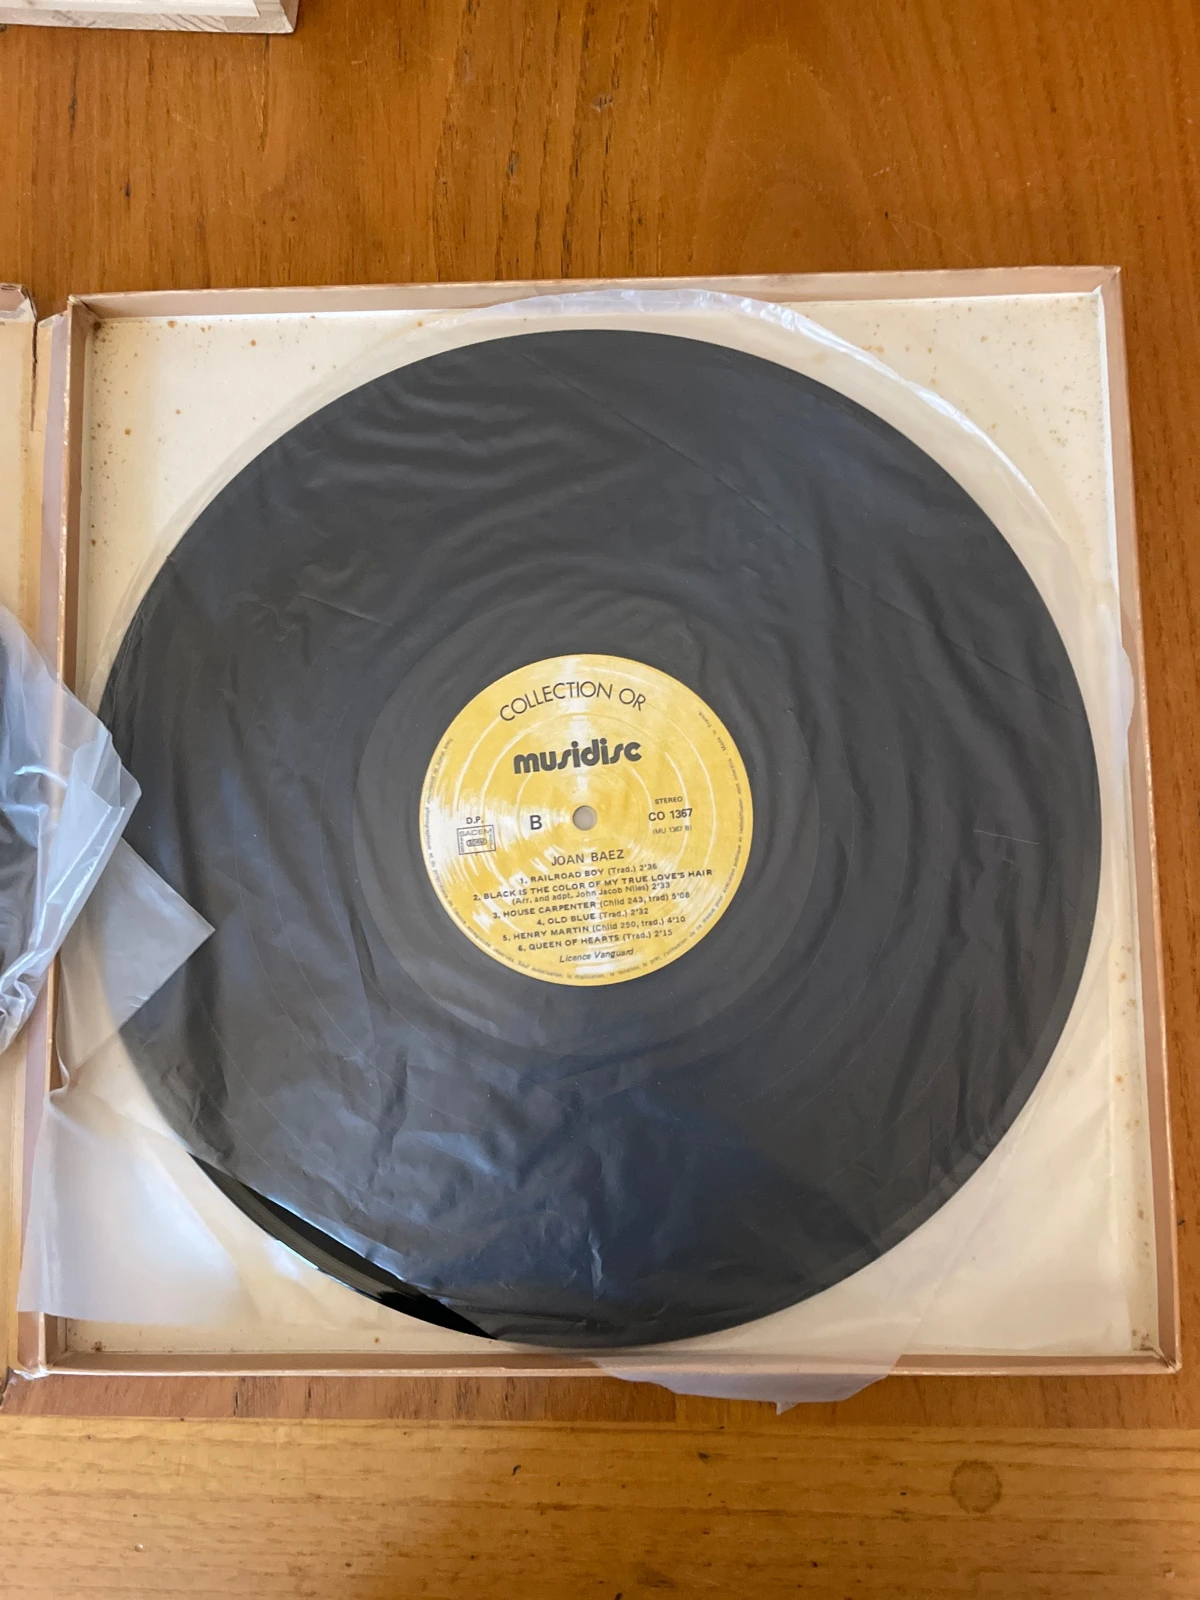 COLLECTION OR
musidisc
STEREO
D.P.
B
CO 1367
SACEM
(MU 1367 B)
JOAN BAEZ
1. RAILROAD BOY (Trad.) 2'36
2. BLACK IS THE COLOR OF MY TRUE LOVE'S HAIR
(Arr. and adpt. John Jacob Niles) 2'33
3. HOUSE CARPENTER (Child 243, trad) 5'08
4. OLD BLUE (Trad.) 2'32
5. HENRY MARTIN (Child 250, trad.) 4'10
6. QUEEN OF HEARTS (Trad.) 2'15
Licence Vanguard
Made in France